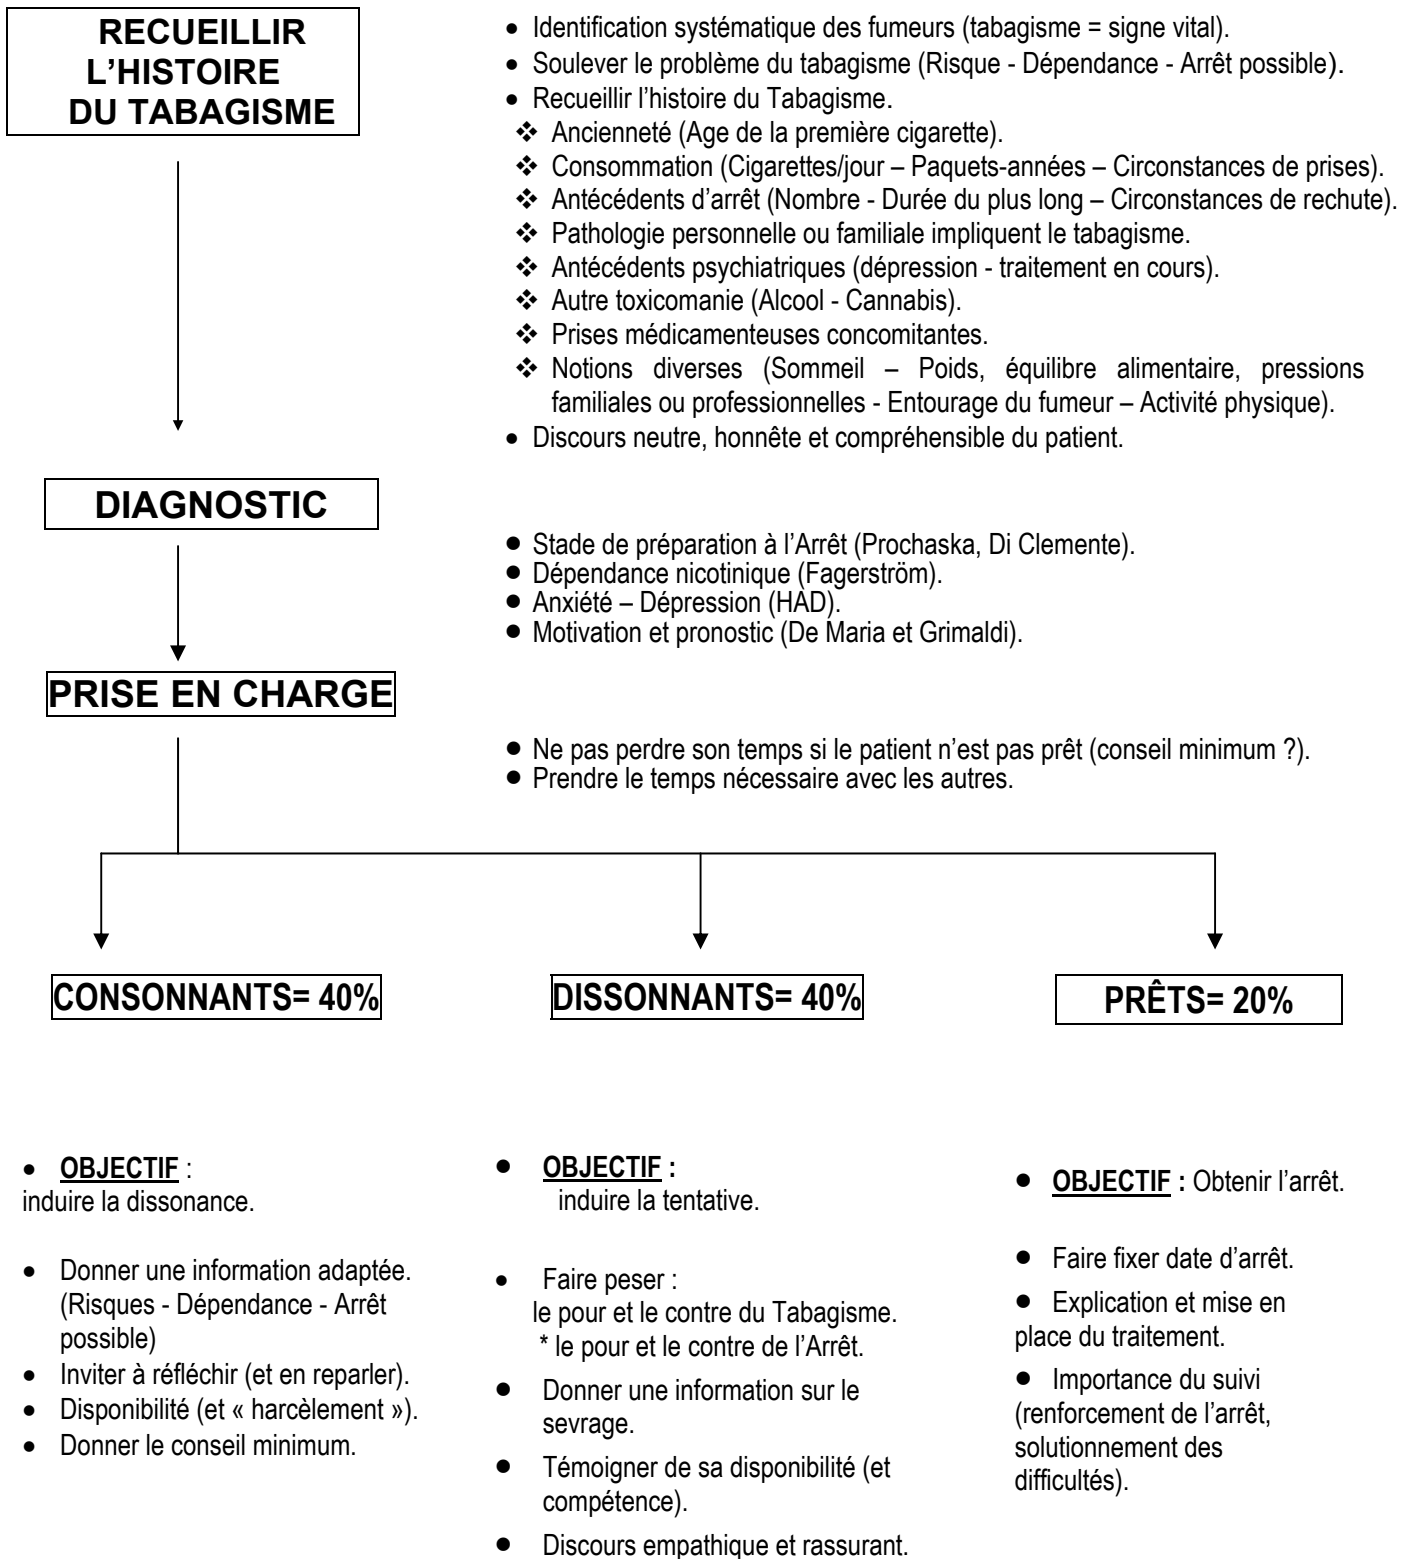 RECUEILLIR
L’HISTOIRE
DU TABAGISME
• Identification systématique des fumeurs (tabagisme = signe vital).
• Soulever le problème du tabagisme (Risque - Dépendance - Arrêt possible).
• Recueillir l’histoire du Tabagisme.
❖ Ancienneté (Age de la première cigarette).
❖ Consommation (Cigarettes/jour – Paquets-années – Circonstances de prises).
❖ Antécédents d’arrêt (Nombre - Durée du plus long – Circonstances de rechute).
❖ Pathologie personnelle ou familiale impliquent le tabagisme.
❖ Antécédents psychiatriques (dépression - traitement en cours).
❖ Autre toxicomanie (Alcool - Cannabis).
❖ Prises médicamenteuses concomitantes.
❖ Notions diverses (Sommeil – Poids, équilibre alimentaire, pressions
familiales ou professionnelles - Entourage du fumeur – Activité physique).
• Discours neutre, honnête et compréhensible du patient.
DIAGNOSTIC
• Stade de préparation à l’Arrêt (Prochaska, Di Clemente).
• Dépendance nicotinique (Fagerström).
• Anxiété – Dépression (HAD).
• Motivation et pronostic (De Maria et Grimaldi).
PRISE EN CHARGE
• Ne pas perdre son temps si le patient n’est pas prêt (conseil minimum ?).
• Prendre le temps nécessaire avec les autres.
CONSONNANTS= 40%
DISSONNANTS= 40%
PRÊTS= 20%
• OBJECTIF :
induire la dissonance.
• Donner une information adaptée.
(Risques - Dépendance - Arrêt
possible)
• Inviter à réfléchir (et en reparler).
• Disponibilité (et « harcèlement »).
• Donner le conseil minimum.
• OBJECTIF :
induire la tentative.
• Faire peser :
le pour et le contre du Tabagisme.
* le pour et le contre de l’Arrêt.
• Donner une information sur le
sevrage.
• Témoigner de sa disponibilité (et
compétence).
• Discours empathique et rassurant.
• OBJECTIF : Obtenir l’arrêt.
• Faire fixer date d’arrêt.
• Explication et mise en
place du traitement.
• Importance du suivi
(renforcement de l’arrêt,
solutionnement des
difficultés).